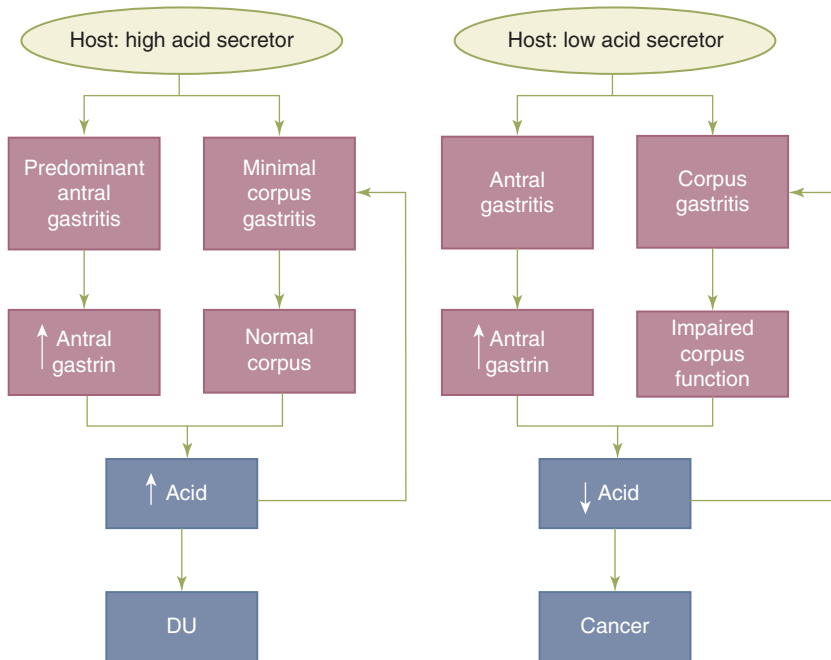 Host: high acid secretor
Predominant
antral
gastritis
Minimal
corpus
gastritis
↑ Antral
gastrin
Normal
corpus
↑ Acid
DU
Host: low acid secretor
Antral
gastritis
Corpus
gastritis
↑ Antral
gastrin
Impaired
corpus
function
↓ Acid
Cancer